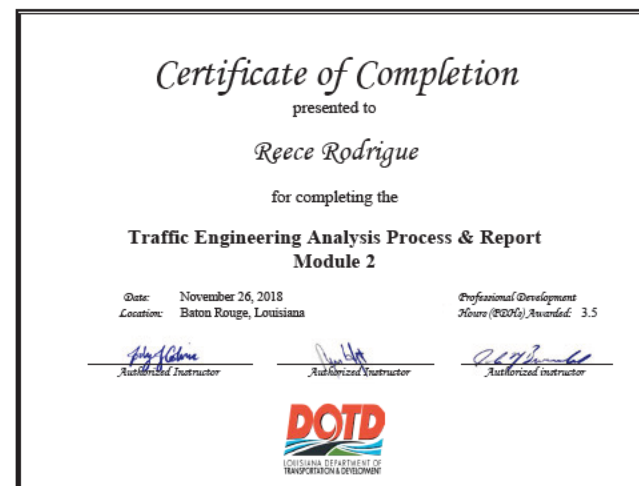 Certificate of Completion
presented to
Reece Rodrigue
for completing the
Traffic Engineering Analysis Process & Report
Module 2
Date: November 26, 2018
Location: Baton Rouge, Louisiana
Professional Development
Hours (PDHs) Awarded: 3.5
Authorized Instructor
Authorized Instructor
Authorized instructor
DOTD
LOUISIANA DEPARTMENT OF
TRANSPORTATION & DEVELOPMENT